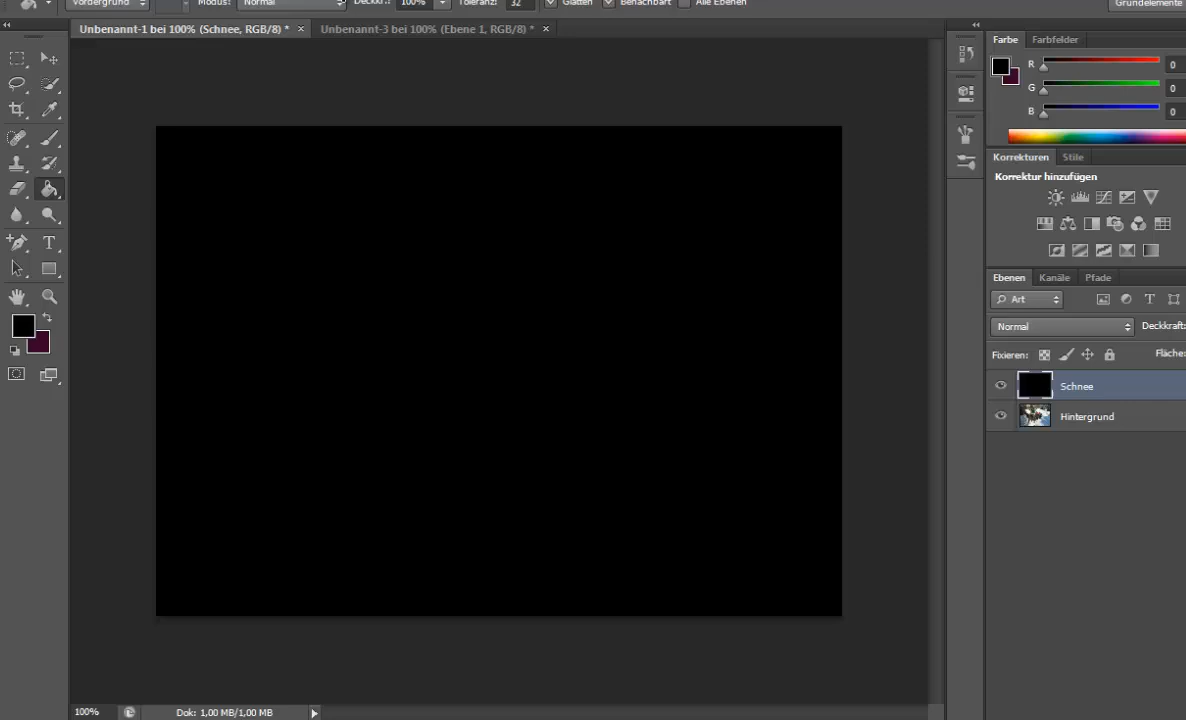 Vordergrund Modus: Normal Deckkr.: 100% Toleranz: 32 Glätten Benachbart Alle Ebenen Grundelemente
Unbenannt-1 bei 100% (Schnee, RGB/8) * × Unbenannt-3 bei 100% (Ebene 1, RGB/8) * ×
Farbe Farbfelder
R 0
G 0
B 0
Korrekturen Stile
Korrektur hinzufügen
Ebenen Kanäle Pfade
Art
Normal Deckkraft:
Fixieren: Fläche:
Schnee
Hintergrund
100% Dok: 1,00 MB/1,00 MB